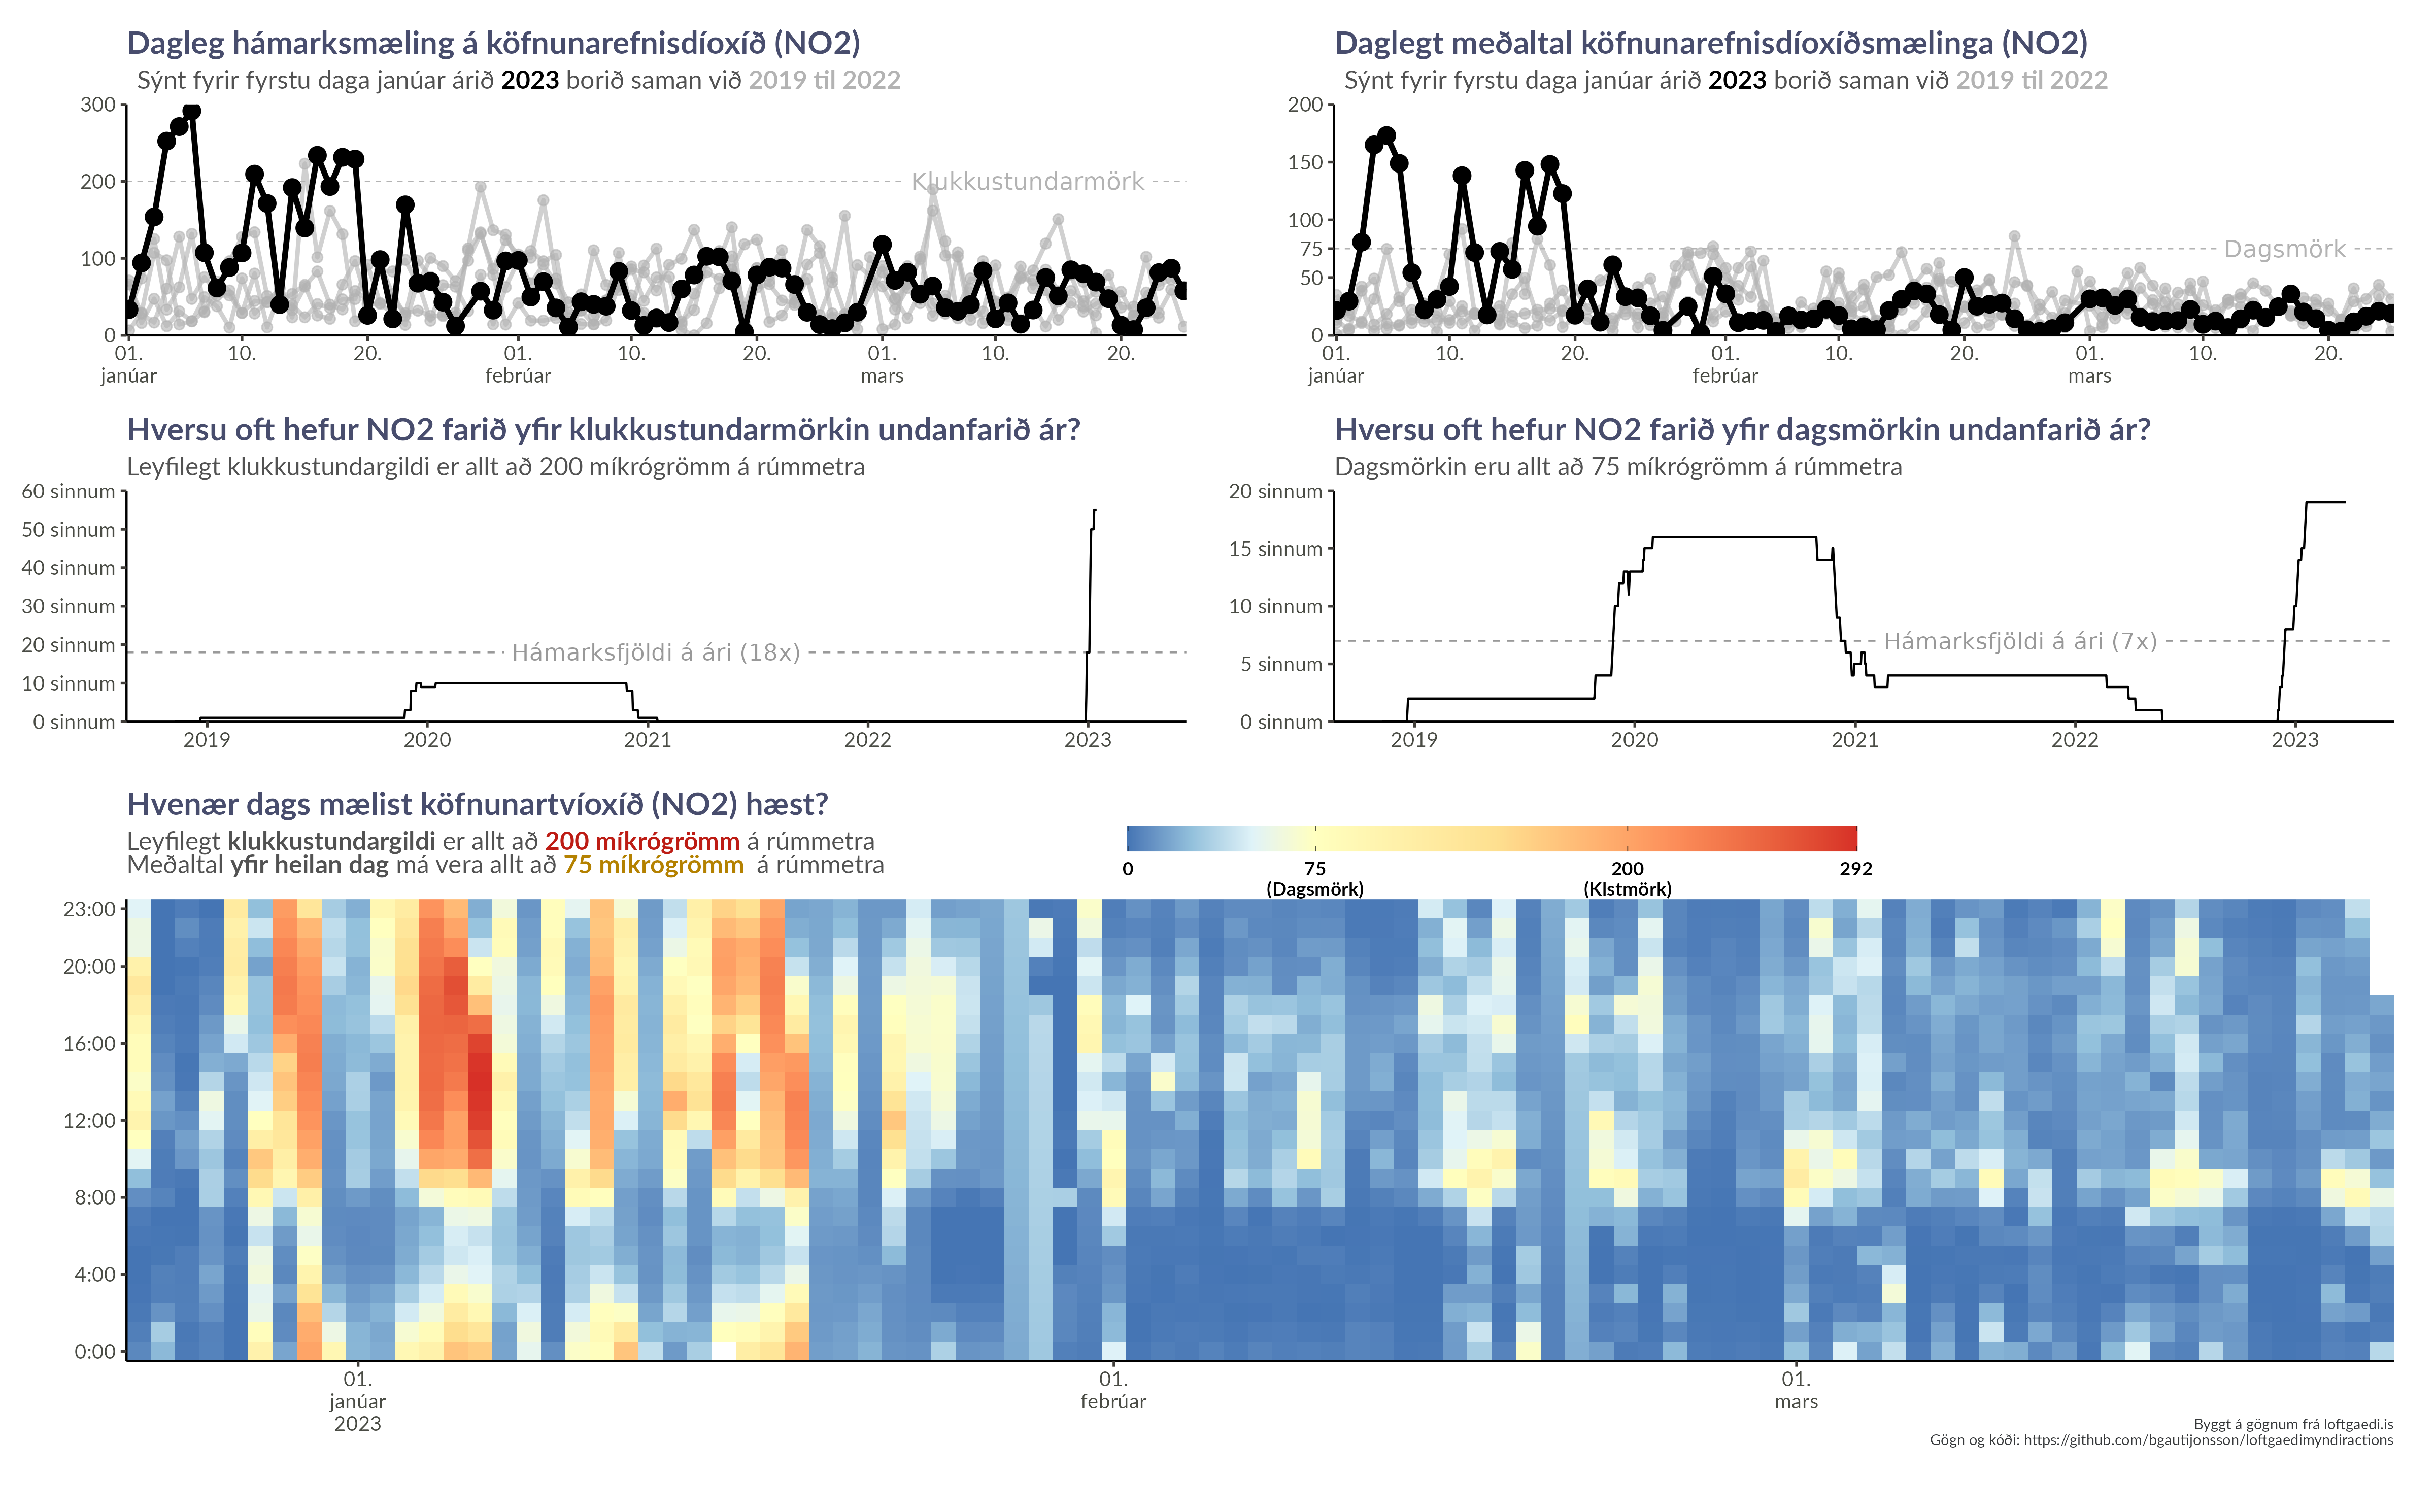 Dagleg hámarksmæling á köfnunarefnisdíoxíð (NO2)
Sýnt fyrir fyrstu daga janúar árið 2023 borið saman við 2019 til 2022
300
200
100
0
Klukkustundarmörk
01. 10. 20. 01. 10. 20. 01. 10. 20.
janúar febrúar mars
Daglegt meðaltal köfnunarefnisdíoxíðsmælinga (NO2)
Sýnt fyrir fyrstu daga janúar árið 2023 borið saman við 2019 til 2022
200
150
100
75
50
0
Dagsmörk
01. 10. 20. 01. 10. 20. 01. 10. 20.
janúar febrúar mars
Hversu oft hefur NO2 farið yfir klukkustundarmörkin undanfarið ár?
Leyfilegt klukkustundargildi er allt að 200 míkrógrömm á rúmmetra
60 sinnum
50 sinnum
40 sinnum
30 sinnum
20 sinnum
10 sinnum
0 sinnum
Hámarksfjöldi á ári (18x)
2019 2020 2021 2022 2023
Hversu oft hefur NO2 farið yfir dagsmörkin undanfarið ár?
Dagsmörkin eru allt að 75 míkrógrömm á rúmmetra
20 sinnum
15 sinnum
10 sinnum
5 sinnum
0 sinnum
Hámarksfjöldi á ári (7x)
2019 2020 2021 2022 2023
Hvenær dags mælist köfnunartvíoxíð (NO2) hæst?
Leyfilegt klukkustundargildi er allt að 200 míkrógrömm á rúmmetra
Meðaltal yfir heilan dag má vera allt að 75 míkrógrömm á rúmmetra
0 75 200 292
(Dagsmörk) (Klstmörk)
23:00
20:00
16:00
12:00
8:00
4:00
0:00
01. 01. 01.
janúar febrúar mars
2023
Byggt á gögnum frá loftgaedi.is
Gögn og kóði: https://github.com/bgautijonsson/loftgaedimyndiractions